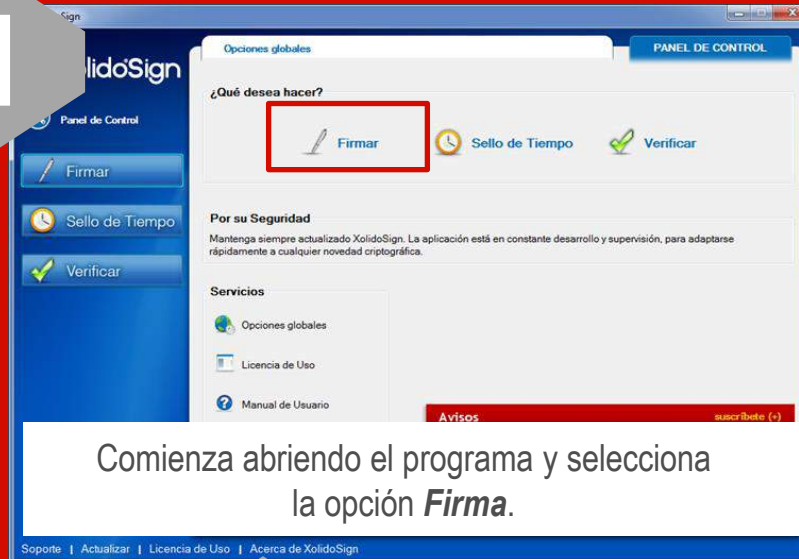 Sign
lidoSign
Opciones globales
PANEL DE CONTROL
Panel de Control
¿Qué desea hacer?
Firmar
Sello de Tiempo
Verificar
Firmar
Sello de Tiempo
Verificar
Por su Seguridad
Mantenga siempre actualizado XolidoSign. La aplicación está en constante desarrollo y supervisión, para adaptarse
rápidamente a cualquier novedad criptográfica.
Servicios
Opciones globales
Licencia de Uso
Manual de Usuario
Avisos
suscríbete (+)
Comienza abriendo el programa y selecciona
la opción Firma.
Soporte | Actualizar | Licencia de Uso | Acerca de XolidoSign